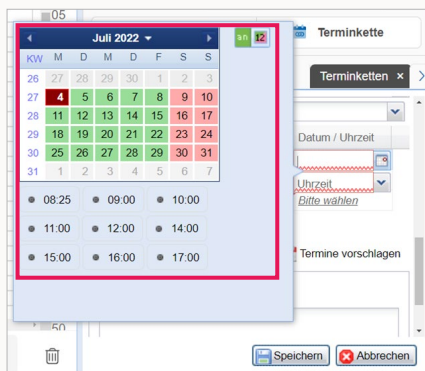 05
Juli 2022
an 12
Terminkette
KW M D M D F S S
26 27 28 29 30 1 2 3
27 4 5 6 7 8 9 10
28 11 12 13 14 15 16 17
29 18 19 20 21 22 23 24
30 25 26 27 28 29 30 31
31 1 2 3 4 5 6 7
Terminketten ×
Datum / Uhrzeit
Uhrzeit
Bitte wählen
08:25 09:00 10:00
11:00 12:00 14:00
15:00 16:00 17:00
Termine vorschlagen
50
Speichern Abbrechen